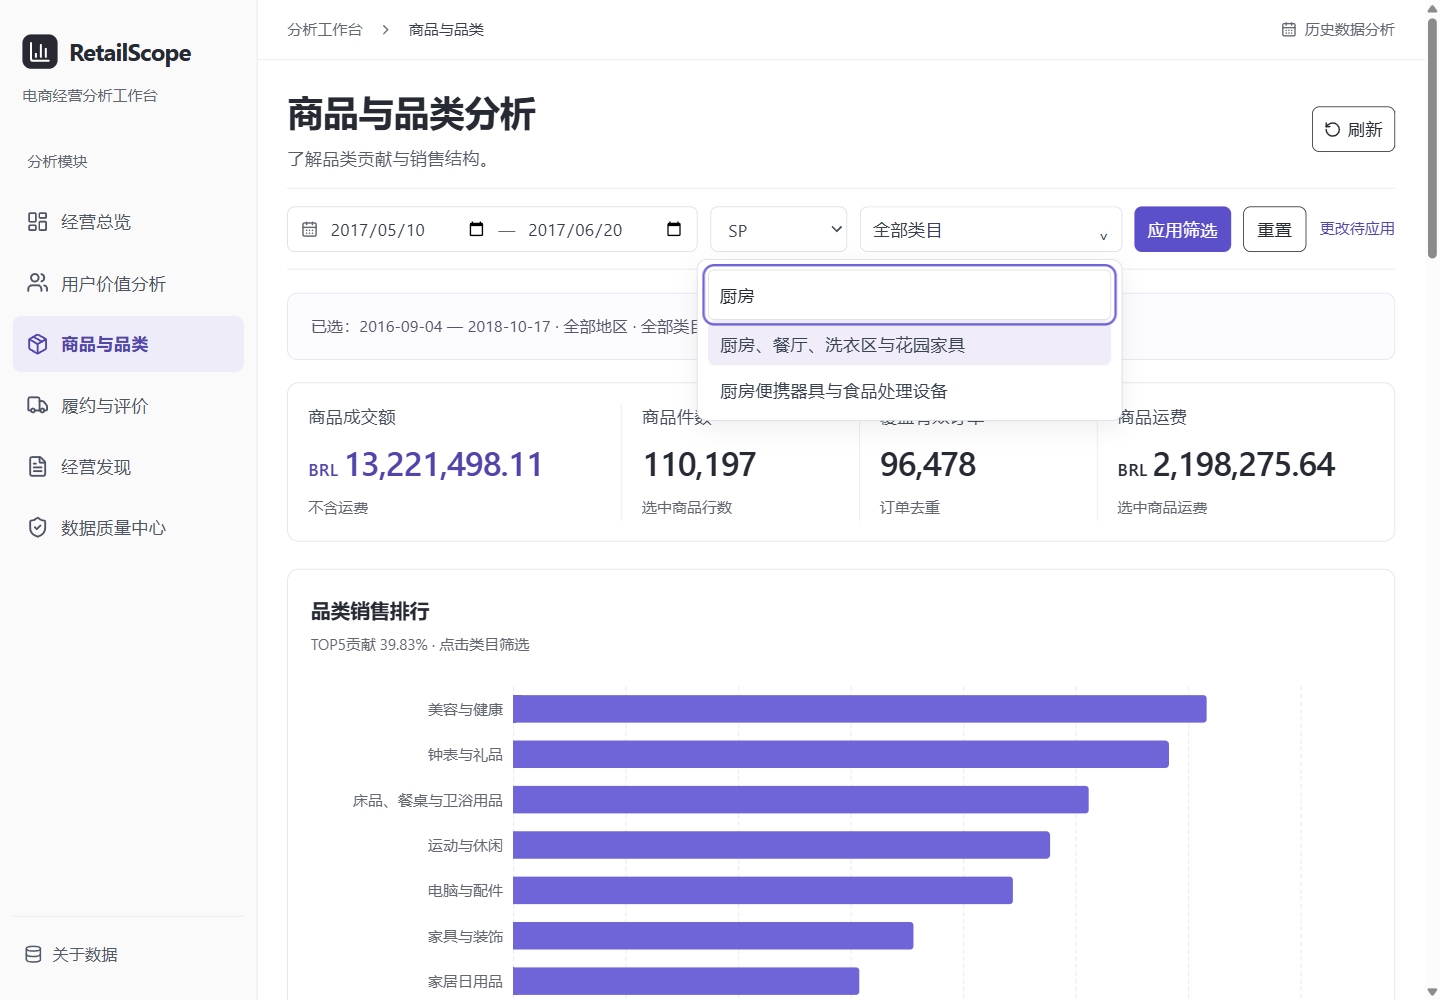 RetailScope
电商经营分析工作台
分析模块
经营总览
用户价值分析
商品与品类
履约与评价
经营发现
数据质量中心
关于数据
分析工作台 > 商品与品类
历史数据分析
商品与品类分析
了解品类贡献与销售结构。
刷新
2017/05/10 — 2017/06/20
SP
全部类目
应用筛选
重置
更改待应用
厨房
厨房、餐厅、洗衣区与花园家具
厨房便携器具与食品处理设备
已选：2016-09-04 — 2018-10-17 · 全部地区 · 全部类目
商品成交额
BRL 13,221,498.11
不含运费
商品件数
110,197
选中商品行数
覆盖有效订单
96,478
订单去重
商品运费
BRL 2,198,275.64
选中商品运费
品类销售排行
TOP5贡献 39.83% · 点击类目筛选
美容与健康
钟表与礼品
床品、餐桌与卫浴用品
运动与休闲
电脑与配件
家具与装饰
家居日用品